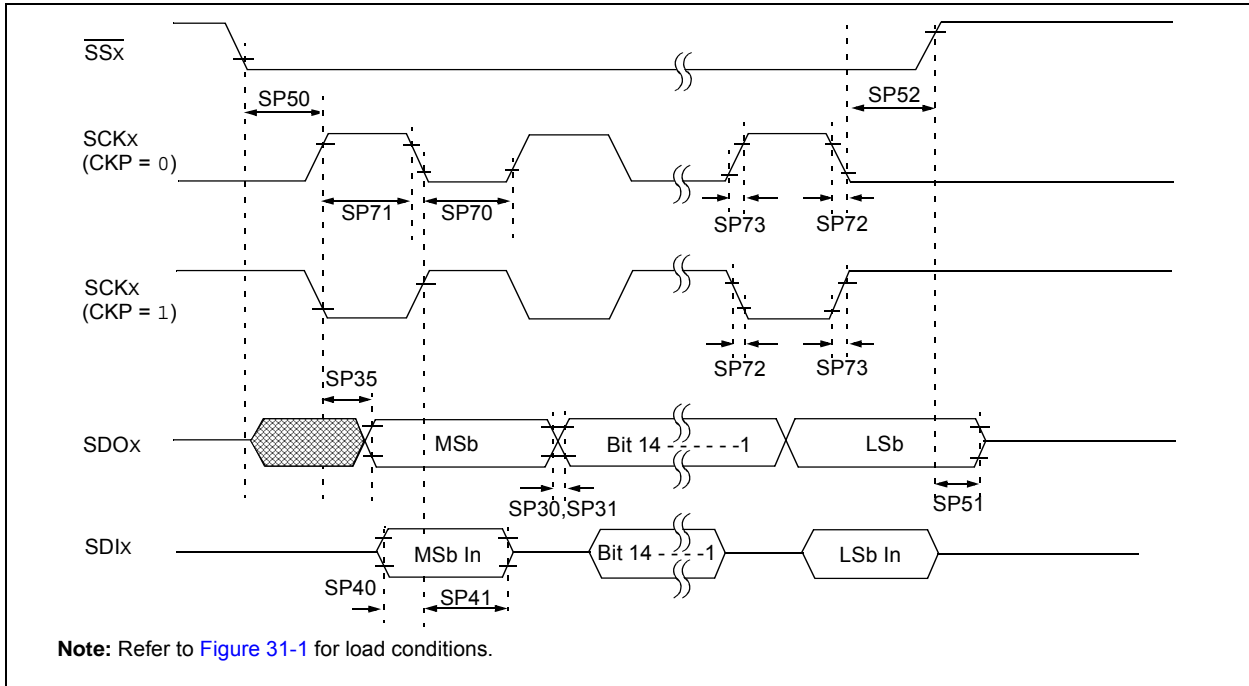 SSx
SP50
SP52
SCKx
(CKP = 0)
SP71
SP70
SP73
SP72
SCKx
(CKP = 1)
SP72
SP73
SP35
SDOx
MSb
Bit 14 - - - - - -1
LSb
SP30,SP31
SP51
SDIx
MSb In
Bit 14 - - - -1
LSb In
SP40
SP41
Note: Refer to Figure 31-1 for load conditions.